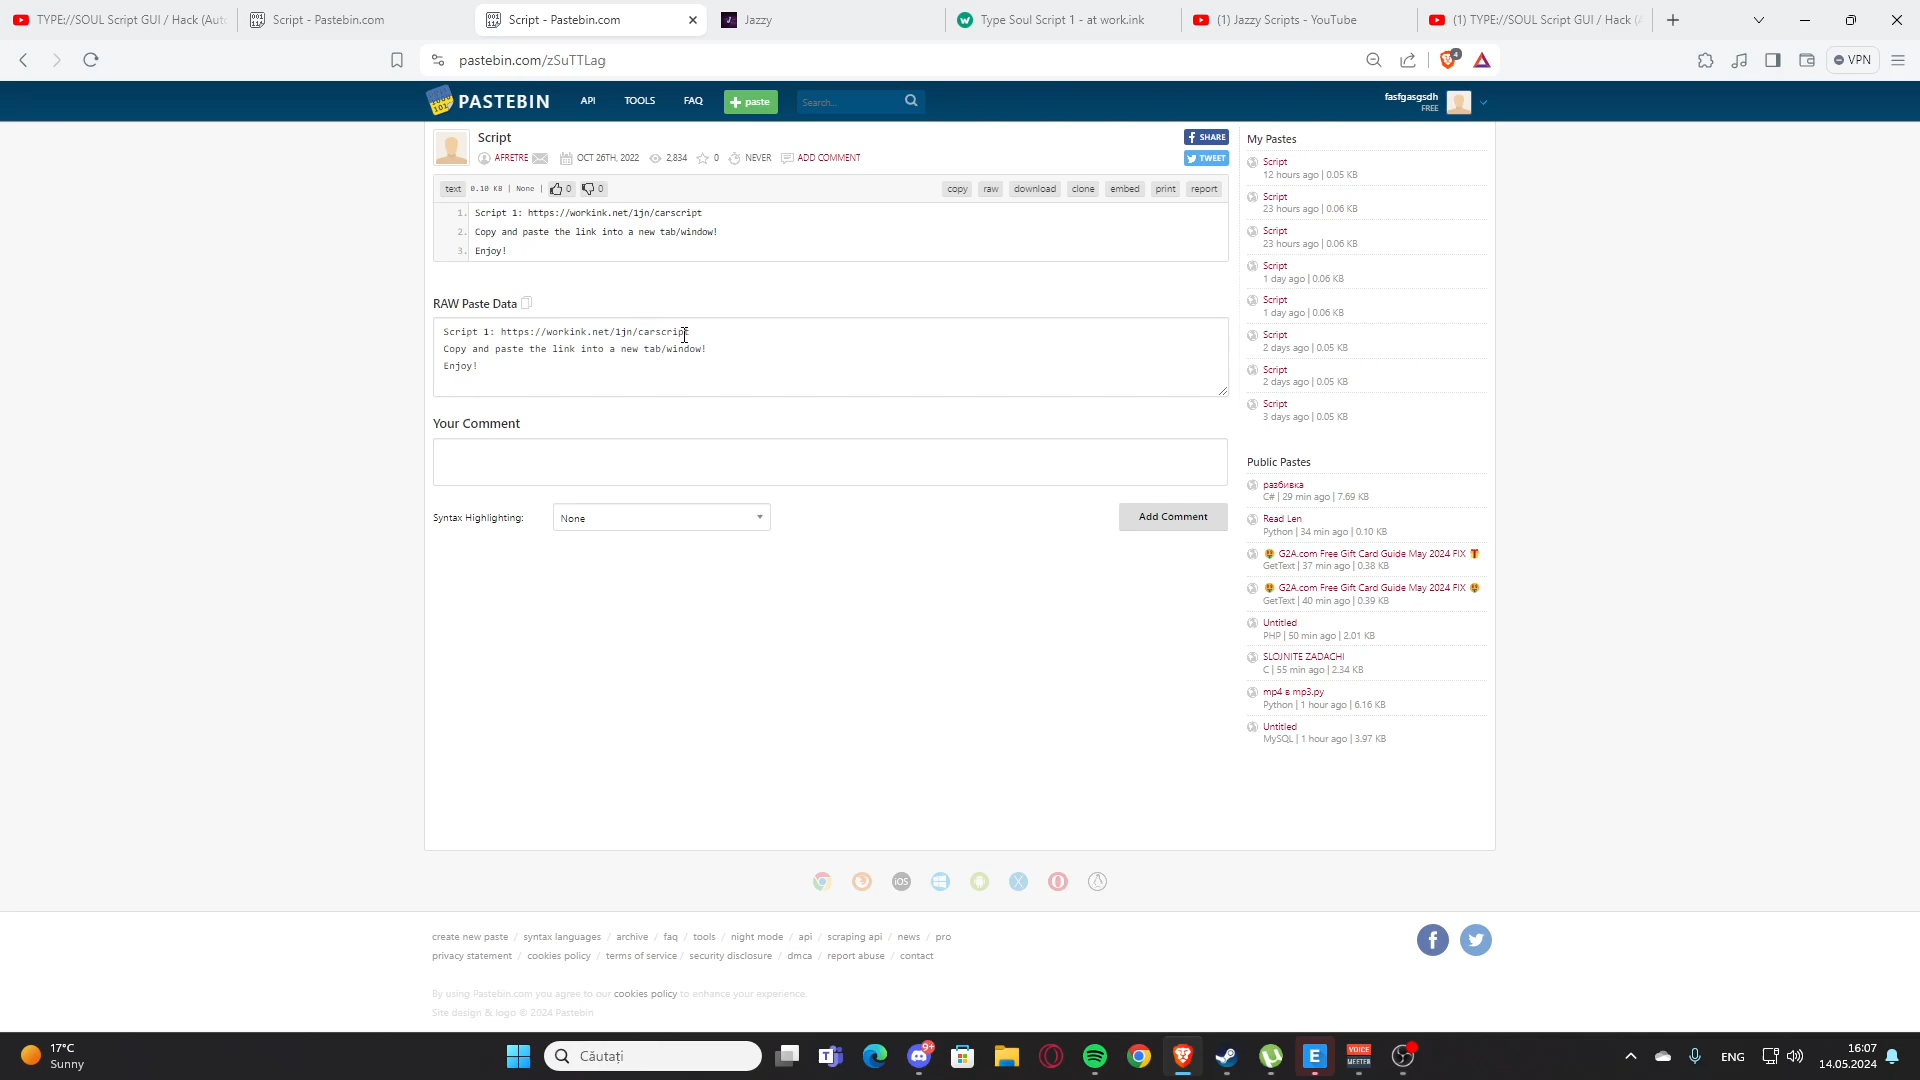 TYPE://SOUL Script GUI / Hack (Auto
Script - Pastebin.com
Script - Pastebin.com
Jazzy
Type Soul Script 1 - at work.ink
(1) Jazzy Scripts - YouTube
(1) TYPE://SOUL Script GUI / Hack (A
pastebin.com/zSuTTLag
4
VPN
PASTEBIN
API
TOOLS
FAQ
+ paste
Search...
fasfgasgsdh
FREE
Script
AFRETRE
OCT 26TH, 2022
2,834
0
NEVER
ADD COMMENT
SHARE
TWEET
text 0.10 KB | None | 0 0
copy
raw
download
clone
embed
print
report
1. Script 1: https://workink.net/1jn/carscript
2. Copy and paste the link into a new tab/window!
3. Enjoy!
RAW Paste Data
Script 1: https://workink.net/1jn/carscript
Copy and paste the link into a new tab/window!
Enjoy!
Your Comment
Syntax Highlighting:
None
Add Comment
My Pastes
Script
12 hours ago | 0.05 KB
Script
23 hours ago | 0.06 KB
Script
23 hours ago | 0.06 KB
Script
1 day ago | 0.06 KB
Script
1 day ago | 0.06 KB
Script
2 days ago | 0.05 KB
Script
2 days ago | 0.05 KB
Script
3 days ago | 0.05 KB
Public Pastes
разбивка
C# | 29 min ago | 7.69 KB
Read Len
Python | 34 min ago | 0.10 KB
🤑 G2A.com Free Gift Card Guide May 2024 FIX 🎁
GetText | 37 min ago | 0.38 KB
🤑 G2A.com Free Gift Card Guide May 2024 FIX 🤑
GetText | 40 min ago | 0.39 KB
Untitled
PHP | 50 min ago | 2.01 KB
SLOJNITE ZADACHI
C | 55 min ago | 2.34 KB
mp4 в mp3.py
Python | 1 hour ago | 6.16 KB
Untitled
MySQL | 1 hour ago | 3.97 KB
iOS
create new paste / syntax languages / archive / faq / tools / night mode / api / scraping api / news / pro
privacy statement / cookies policy / terms of service / security disclosure / dmca / report abuse / contact
By using Pastebin.com you agree to our cookies policy to enhance your experience.
Site design & logo © 2024 Pastebin
17°C
Sunny
Căutați
9+
E
VOICE
MEETER
ENG
16:07
14.05.2024